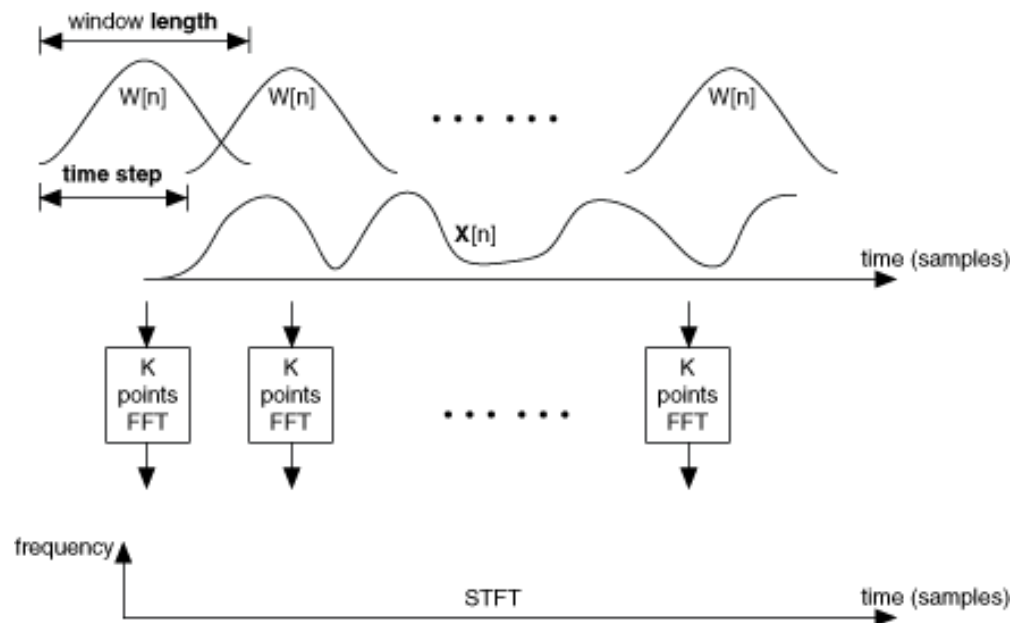 window length
W[n]
W[n]
W[n]
time step
X[n]
time (samples)
K
points
FFT
K
points
FFT
K
points
FFT
frequency
STFT
time (samples)